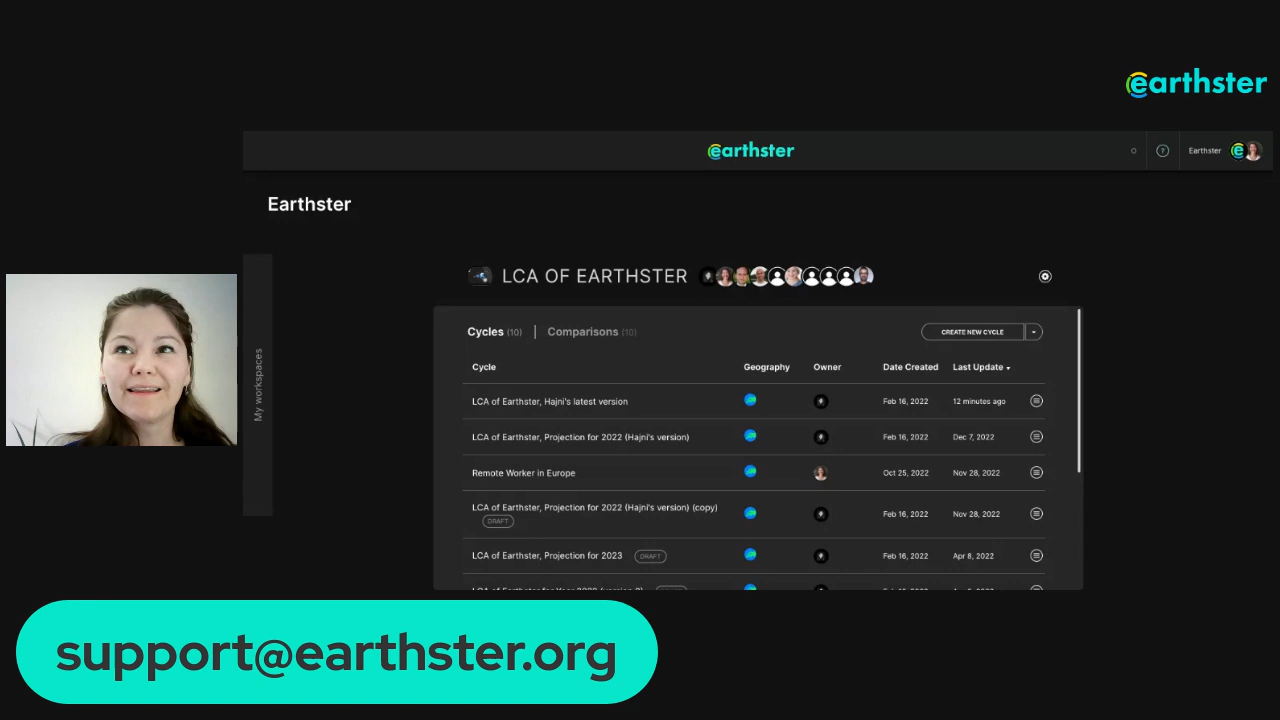 earthster
earthster
? Earthster
Earthster
My workspaces
LCA OF EARTHSTER
Cycles (10) | Comparisons (10)
CREATE NEW CYCLE
Cycle Geography Owner Date Created Last Update
LCA of Earthster, Hajni's latest version Feb 16, 2022 12 minutes ago
LCA of Earthster, Projection for 2022 (Hajni's version) Feb 16, 2022 Dec 7, 2022
Remote Worker in Europe Oct 25, 2022 Nov 28, 2022
LCA of Earthster, Projection for 2022 (Hajni's version) (copy) Feb 16, 2022 Nov 28, 2022
DRAFT
LCA of Earthster, Projection for 2023 DRAFT Feb 16, 2022 Apr 8, 2022
support@earthster.org